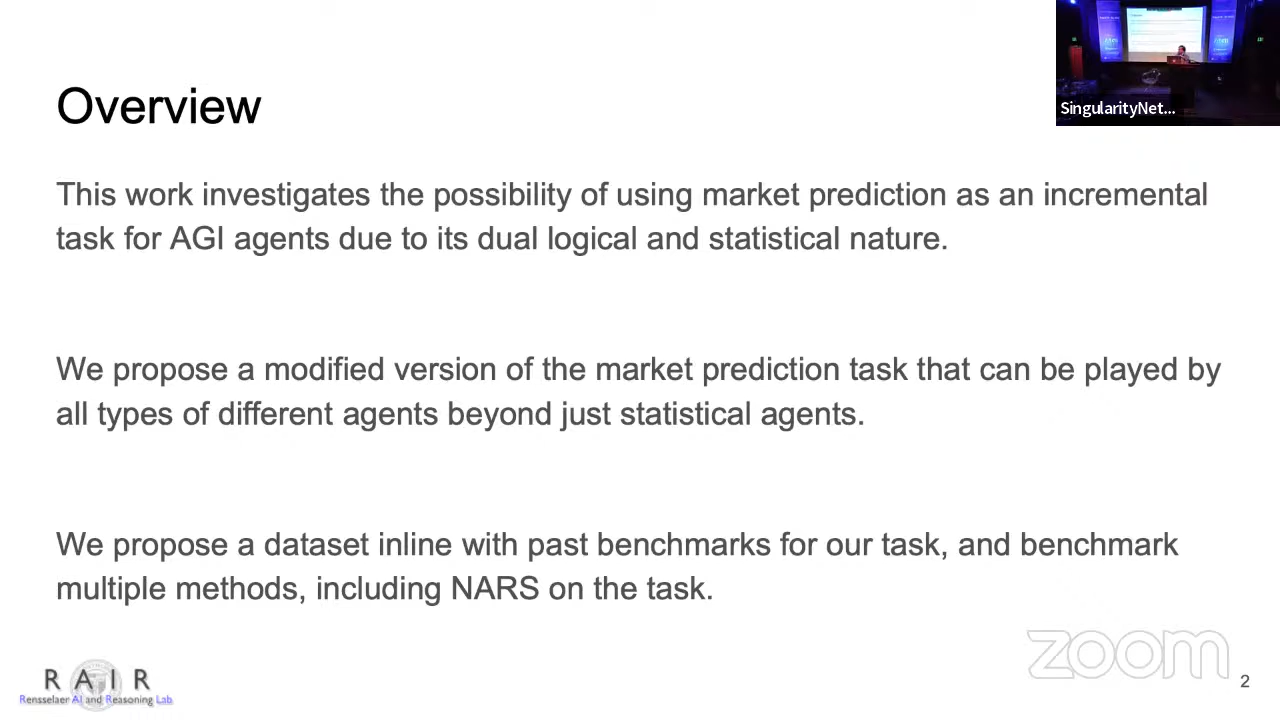 Overview
SingularityNet...
This work investigates the possibility of using market prediction as an incremental
task for AGI agents due to its dual logical and statistical nature.
We propose a modified version of the market prediction task that can be played by
all types of different agents beyond just statistical agents.
We propose a dataset inline with past benchmarks for our task, and benchmark
multiple methods, including NARS on the task.
zoom
R A I R
Rensselaer AI and Reasoning Lab
2